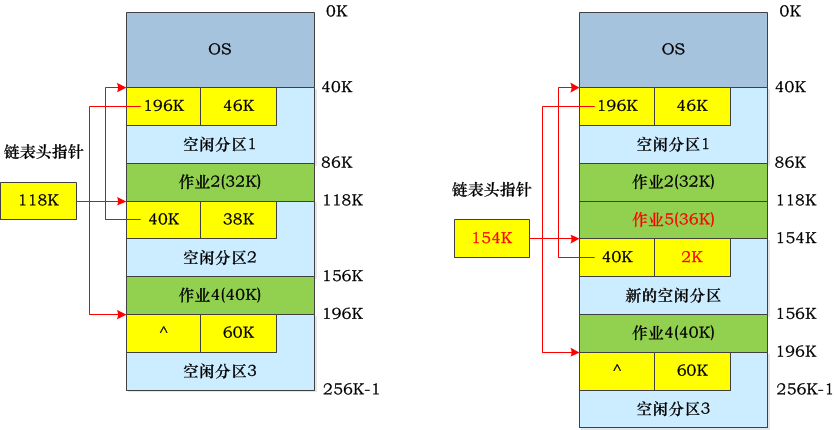 0K
OS
40K
196K 46K
链表头指针
空闲分区1
86K
作业2(32K)
118K
118K
40K 38K
空闲分区2
156K
作业4(40K)
196K
^ 60K
空闲分区3
256K-1
0K
OS
40K
196K 46K
空闲分区1
86K
链表头指针
作业2(32K)
118K
作业5(36K)
154K
154K
40K 2K
新的空闲分区
156K
作业4(40K)
196K
^ 60K
256K-1
空闲分区3